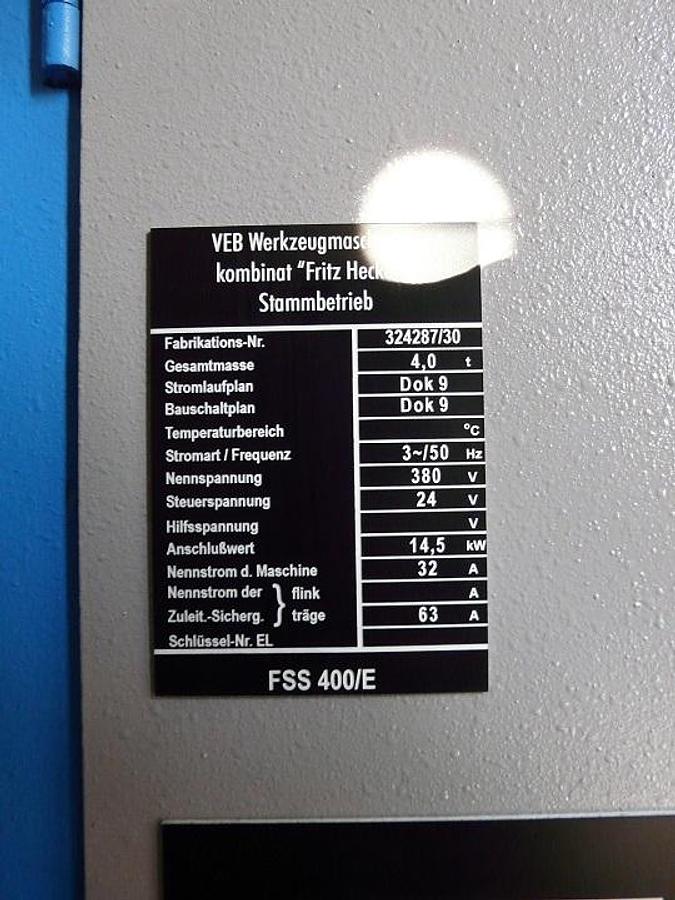 VEB Werkzeugmasc
kombinat "Fritz Heck
Stammbetrieb
Fabrikations-Nr. 324287/30
Gesamtmasse 4,0 t
Stromlaufplan Dok 9
Bauschaltplan Dok 9
Temperaturbereich °C
Stromart / Frequenz 3~/50 Hz
Nennspannung 380 V
Steuerspannung 24 V
Hilfsspannung V
Anschlußwert 14,5 kW
Nennstrom d. Maschine 32 A
Nennstrom der } flink A
Zuleit.-Sicherg. } träge 63 A
Schlüssel-Nr. EL
FSS 400/E